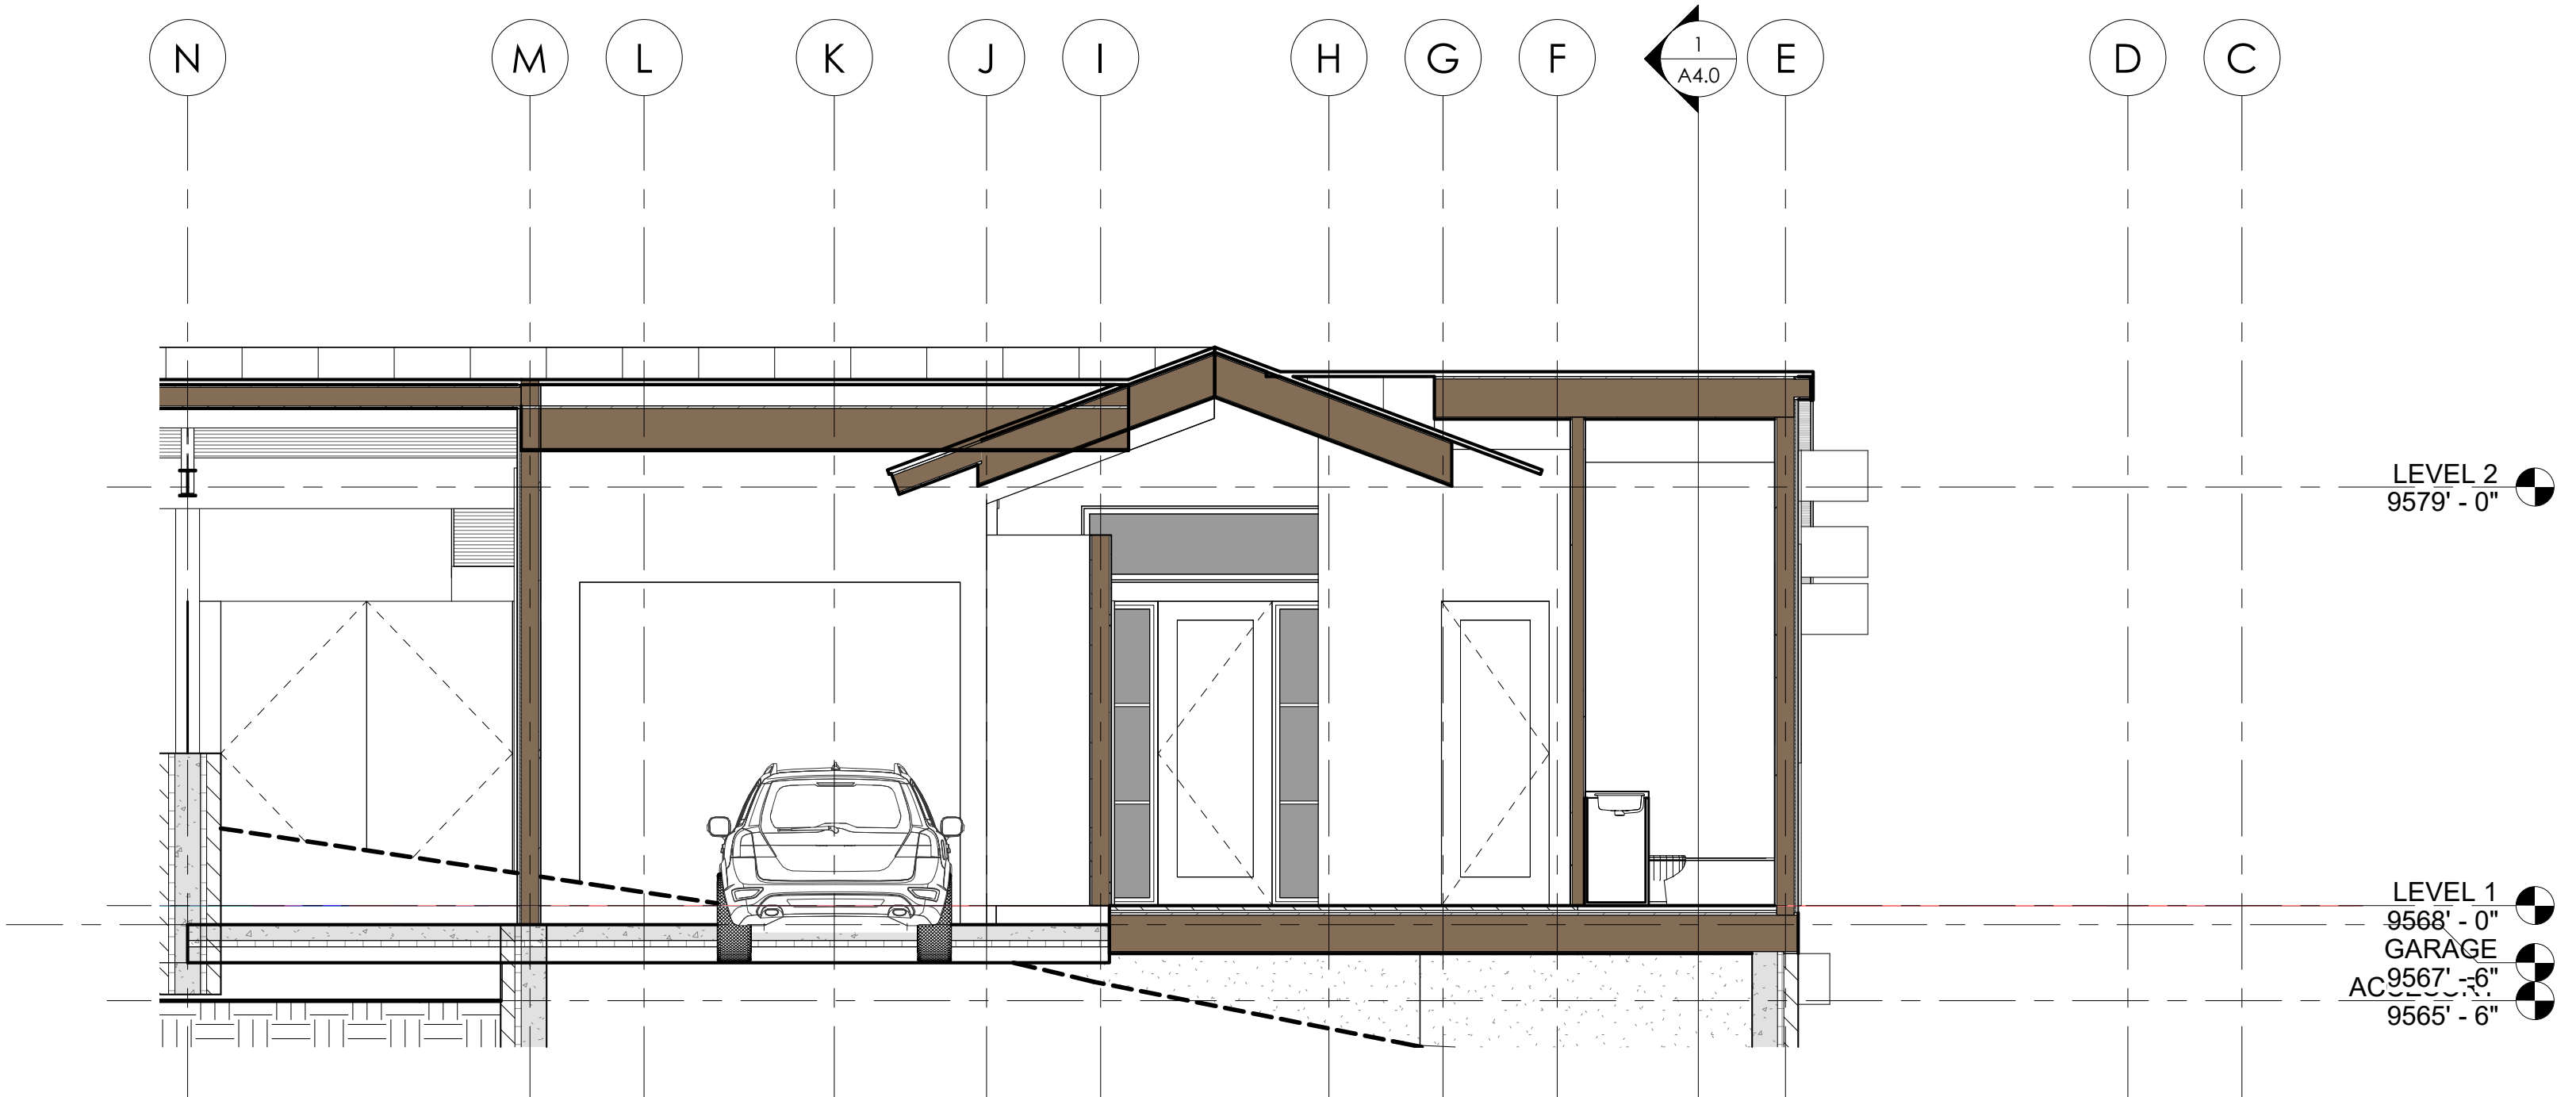 N
M
L
K
J
I
H
G
F
1
A4.0
E
D
C
LEVEL 2
9579' - 0"
LEVEL 1
9568' - 0"
GARAGE
9567' - 6"
9565' - 6"